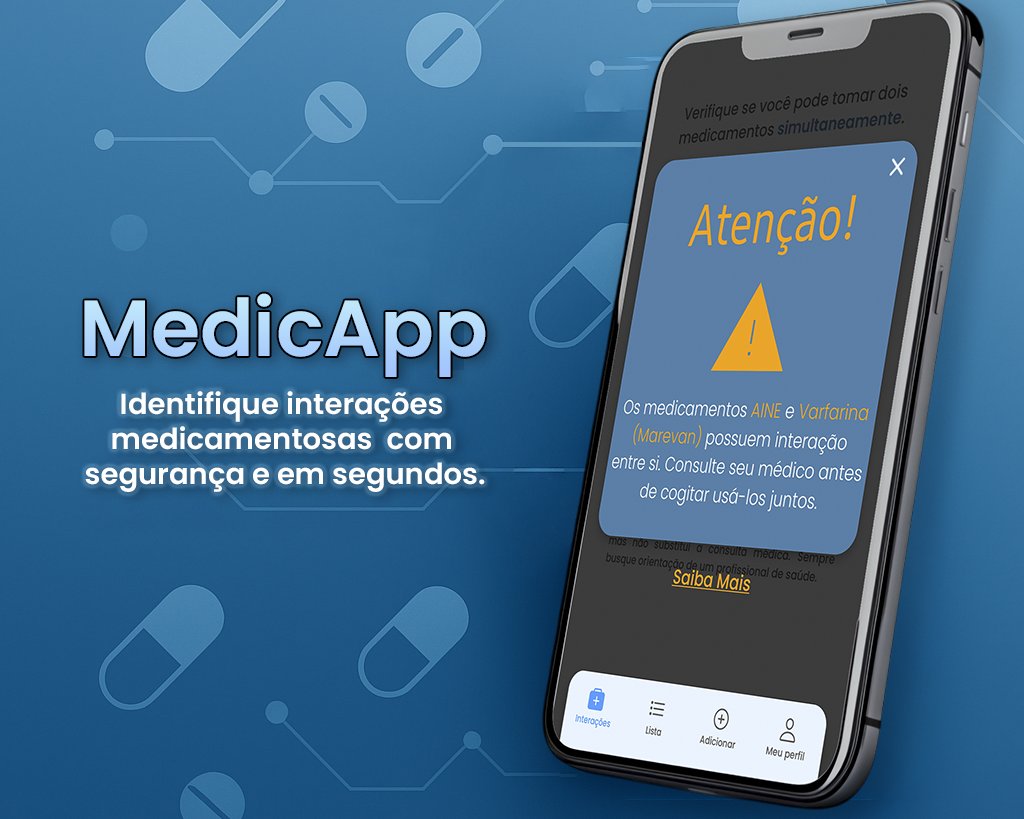 MedicApp
Identifique interações
medicamentosas com
segurança e em segundos.
Verifique se você pode tomar dois
medicamentos simultaneamente.
X
Atenção!
!
Os medicamentos AINE e Varfarina
(Marevan) possuem interação
entre si. Consulte seu médico antes
de cogitar usá-los juntos.
mas não substitui a consulta médica. Sempre
busque orientação de um profissional de saúde.
Saiba Mais
Interações
Lista
Adicionar
Meu perfil